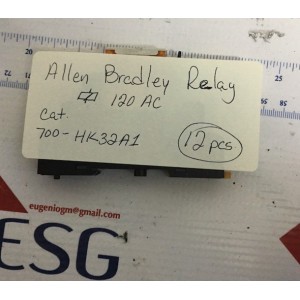 Allen Bradley Relay
120 AC
Cat.
700-HK32A1
12 pcs
eugeniogm@gmail.com
ESG